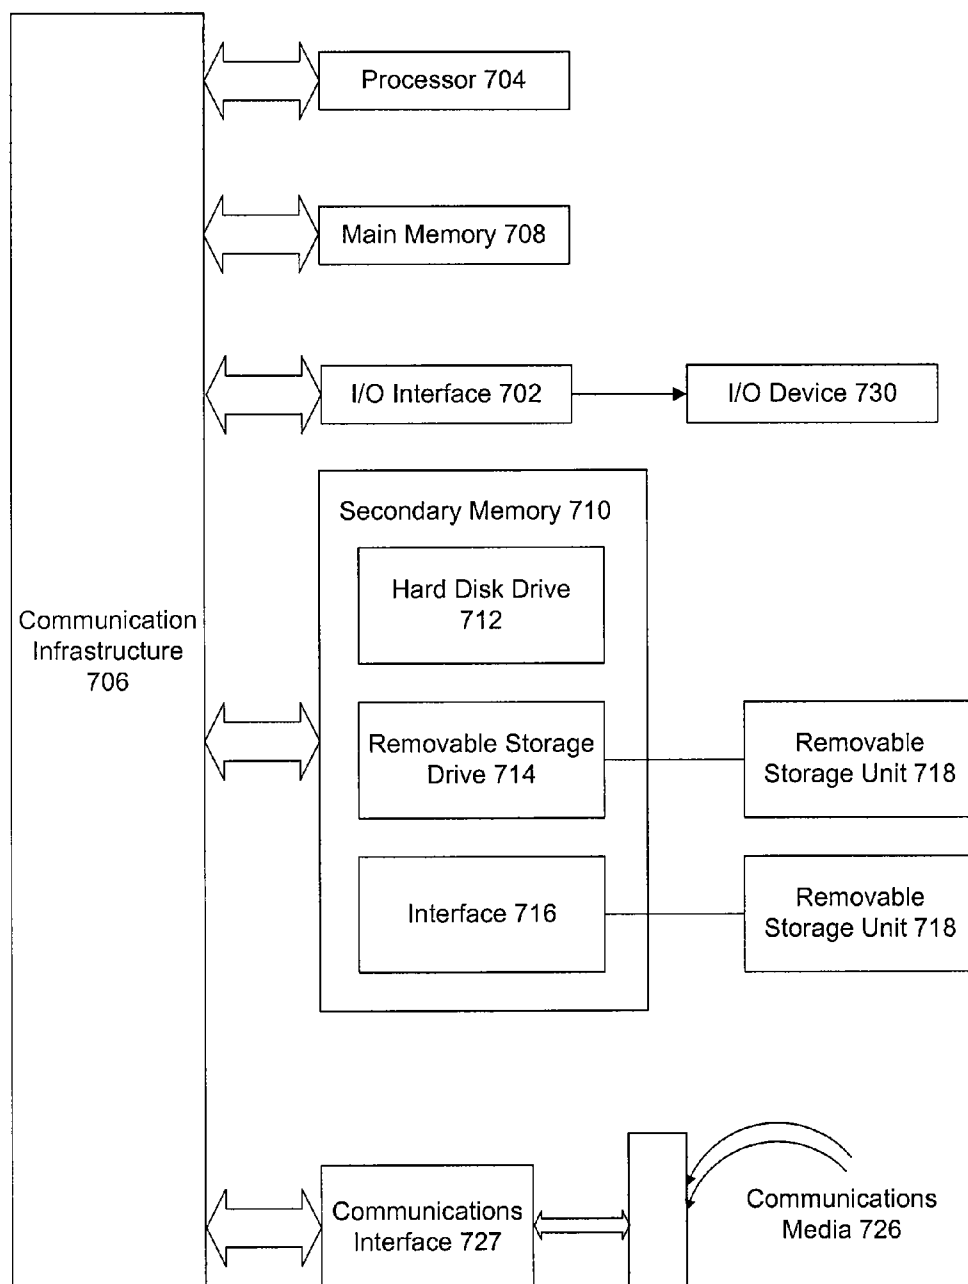 Processor 704
Main Memory 708
I/O Interface 702
I/O Device 730
Secondary Memory 710
Hard Disk Drive
712
Communication
Infrastructure
706
Removable Storage
Drive 714
Removable
Storage Unit 718
Interface 716
Removable
Storage Unit 718
Communications
Interface 727
Communications
Media 726